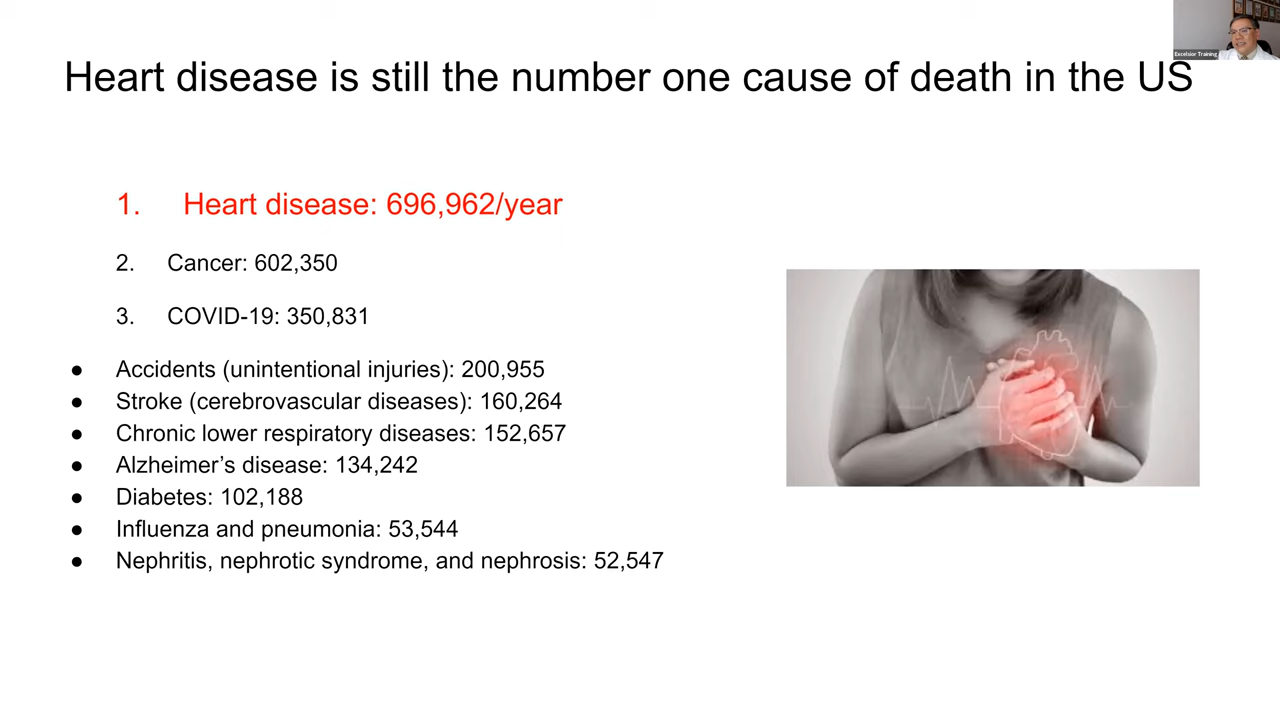 Excelsior Training
Heart disease is still the number one cause of death in the US
1. Heart disease: 696,962/year
2. Cancer: 602,350
3. COVID-19: 350,831
● Accidents (unintentional injuries): 200,955
● Stroke (cerebrovascular diseases): 160,264
● Chronic lower respiratory diseases: 152,657
● Alzheimer’s disease: 134,242
● Diabetes: 102,188
● Influenza and pneumonia: 53,544
● Nephritis, nephrotic syndrome, and nephrosis: 52,547